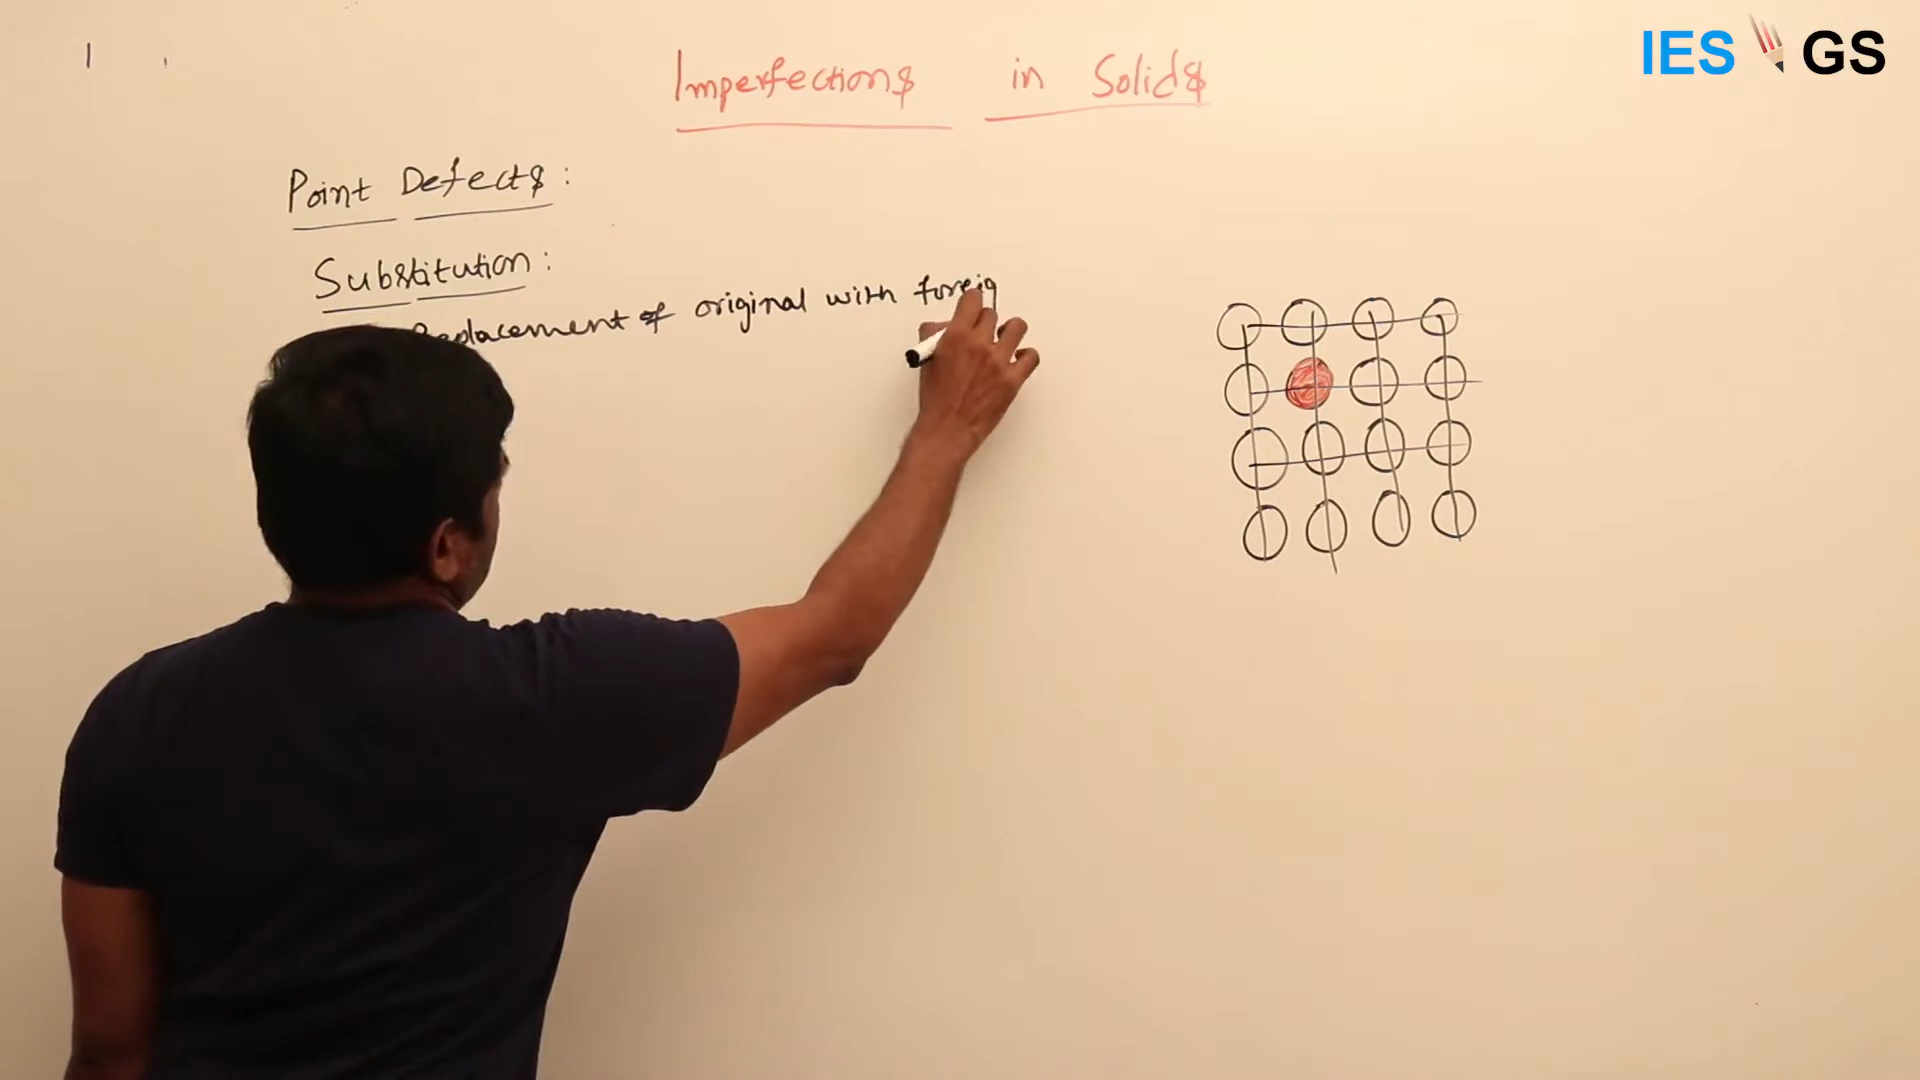 IES GS
Imperfections in Solids
Point Defects:
Substitution:
Replacement of original with foreig